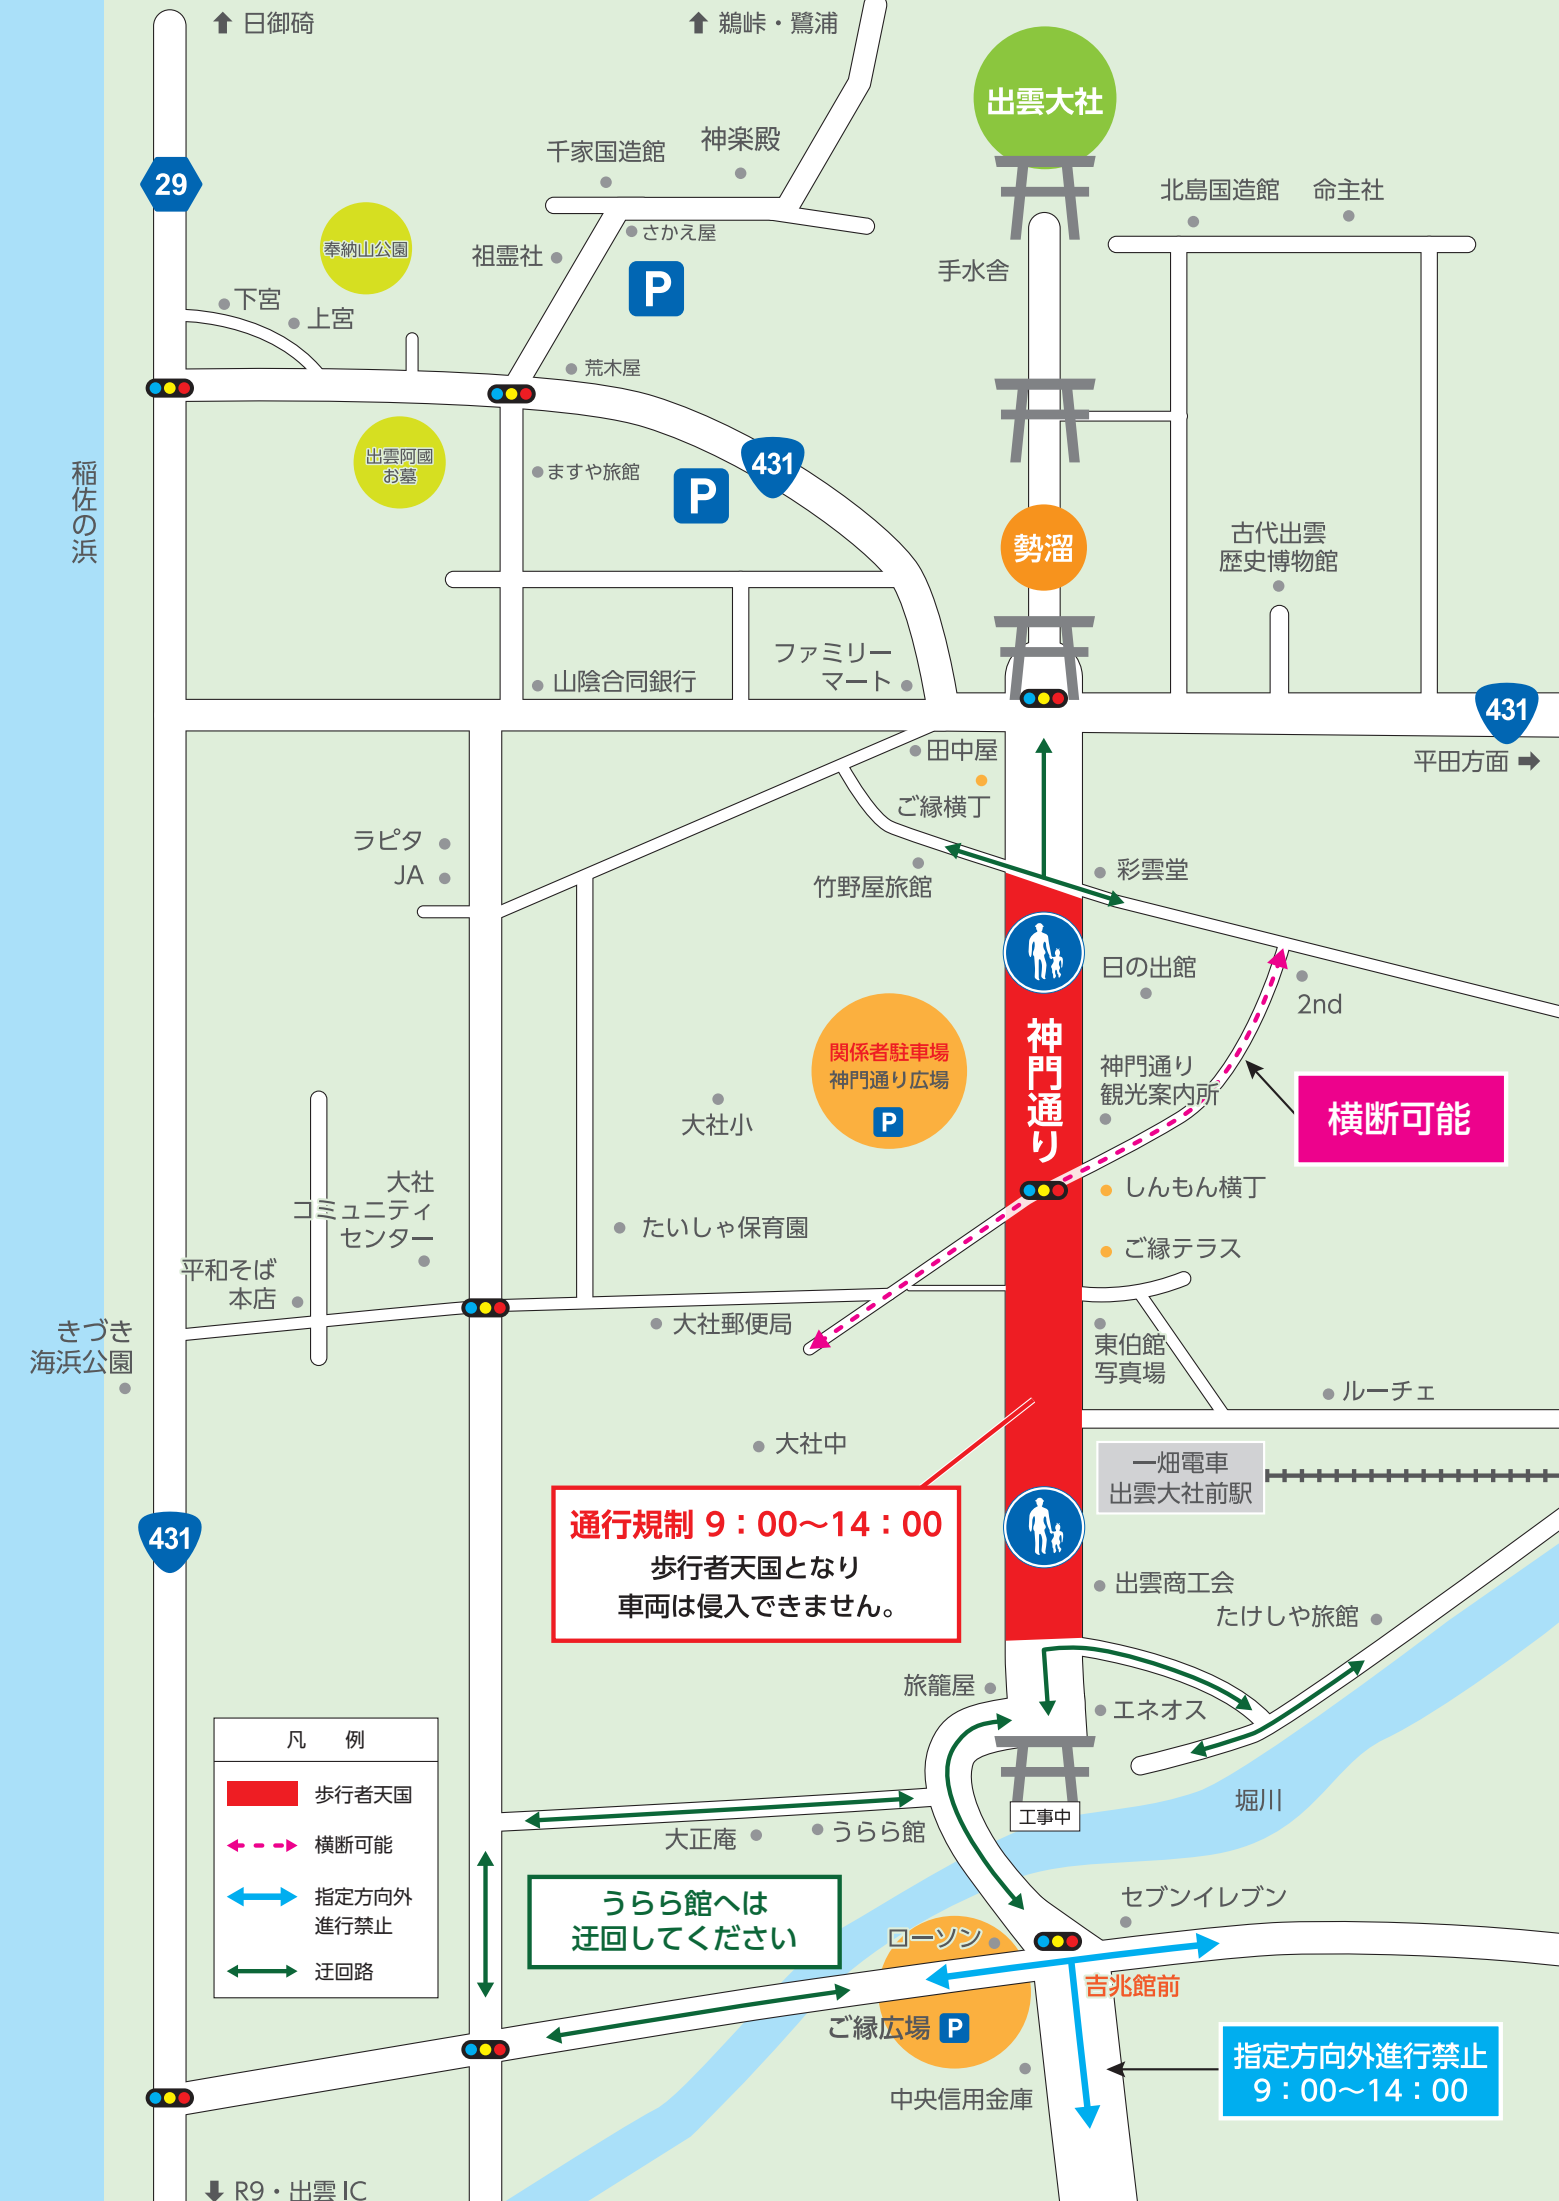 日御碕
鵜峠・鷺浦
出雲大社
神楽殿
千家国造館
29
北島国造館
命主社
奉納山公園
さかえ屋
祖霊社
P
手水舎
下宮
上宮
荒木屋
出雲阿國
お墓
ますや旅館
431
P
稲佐の浜
勢溜
古代出雲
歴史博物館
ファミリー
マート
山陰合同銀行
431
田中屋
平田方面
ご縁横丁
ラピタ
JA
竹野屋旅館
彩雲堂
日の出館
2nd
神門通り
関係者駐車場
神門通り広場
P
神門通り
観光案内所
大社小
横断可能
大社
コミュニティ
センター
しんもん横丁
たいしゃ保育園
ご縁テラス
平和そば
本店
大社郵便局
きづき
海浜公園
東伯館
写真場
ルーチェ
大社中
一畑電車
出雲大社前駅
通行規制 9：00〜14：00
歩行者天国となり
車両は侵入できません。
431
出雲商工会
たけしや旅館
旅籠屋
エネオス
凡　例
歩行者天国
横断可能
指定方向外
進行禁止
迂回路
工事中
堀川
大正庵
うらら館
うらら館へは
迂回してください
セブンイレブン
ローソン
吉兆館前
ご縁広場
P
指定方向外進行禁止
9：00〜14：00
中央信用金庫
R9・出雲IC